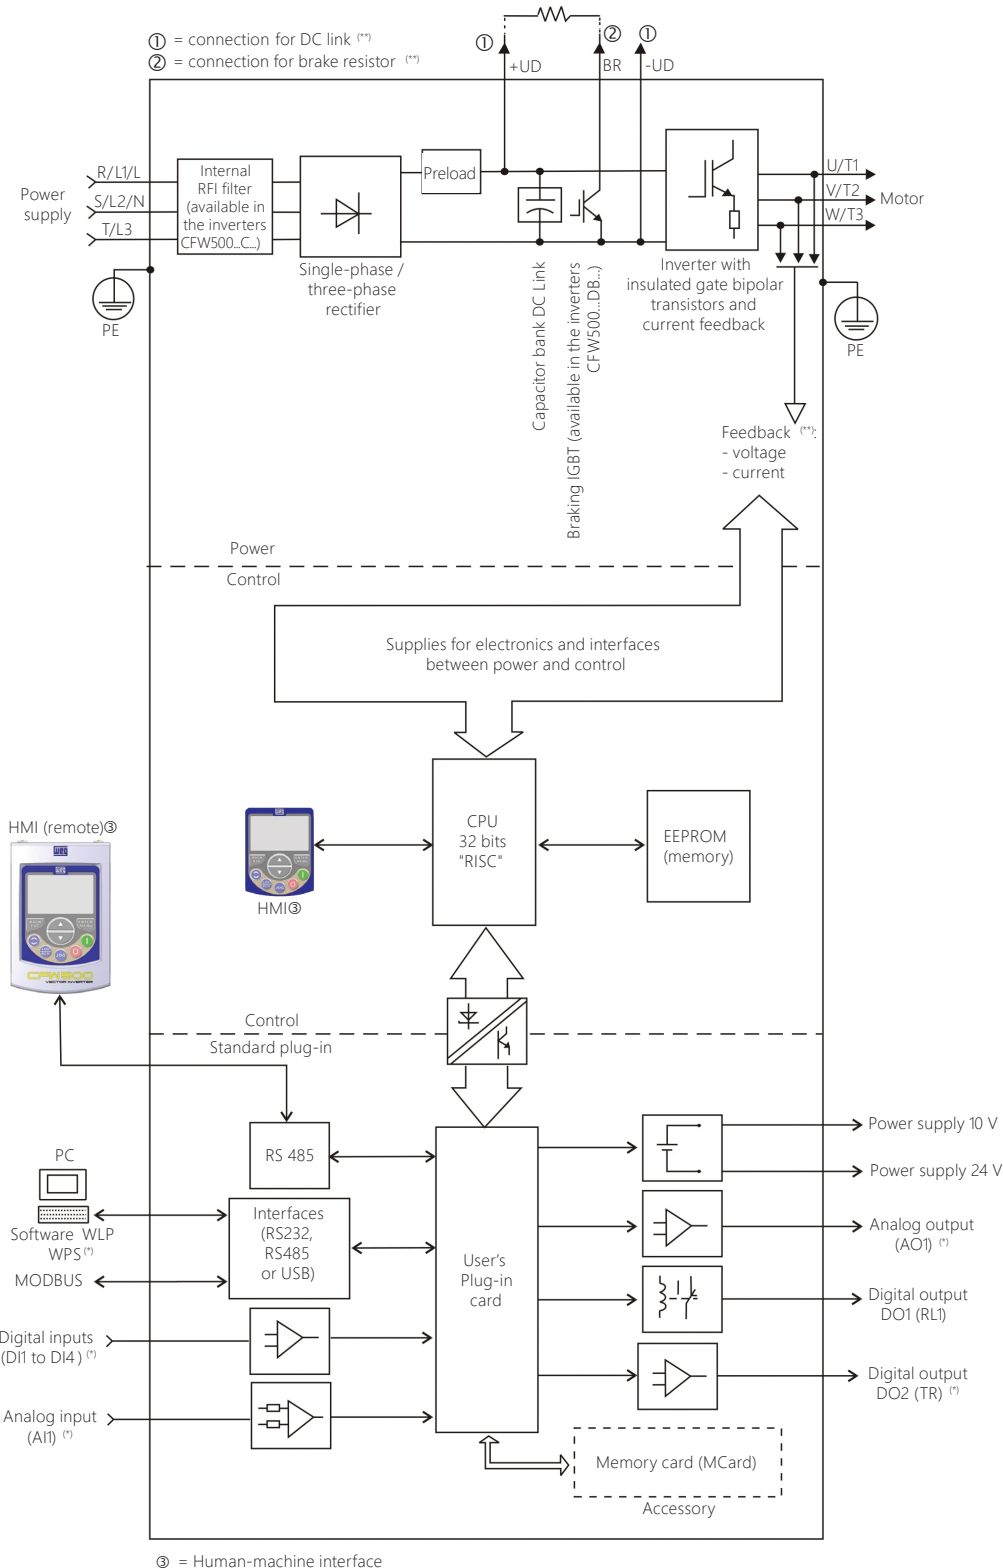 ① = connection for DC link (**)
② = connection for brake resistor (**)
①
②
①
+UD
BR
-UD
Power
supply
R/L1/L
S/L2/N
T/L3
Internal
RFI filter
(available in
the inverters
CFW500...C...)
Preload
U/T1
V/T2
W/T3
Motor
PE
Single-phase /
three-phase
rectifier
Capacitor bank DC Link
Braking IGBT (available in the inverters
CFW500...DB...)
Inverter with
insulated gate bipolar
transistors and
current feedback
PE
Feedback (**):
- voltage
- current
Power
Control
Supplies for electronics and interfaces
between power and control
HMI (remote)③
WEG
CFW500
VECTOR INVERTER
HMI③
CPU
32 bits
"RISC"
EEPROM
(memory)
Control
Standard plug-in
RS 485
PC
Software WLP
WPS(*)
MODBUS
Interfaces
(RS232,
RS485
or USB)
Digital inputs
(DI1 to DI4) (*)
Analog input
(AI1) (*)
User's
Plug-in
card
Power supply 10 V
Power supply 24 V
Analog output
(AO1) (*)
Digital output
DO1 (RL1)
Digital output
DO2 (TR) (*)
Memory card (MCard)
Accessory
③ = Human-machine interface